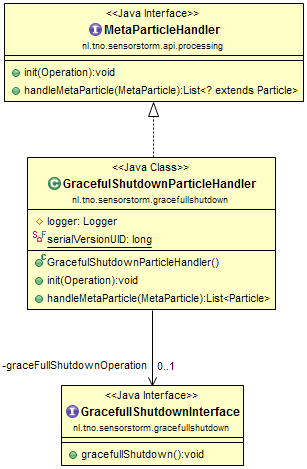 <<Java Interface>>
I MetaParticleHandler
nl.tno.sensorstorm.api.processing
init(Operation):void
handleMetaParticle(MetaParticle):List<? extends Particle>
<<Java Class>>
C GracefulShutdownParticleHandler
nl.tno.sensorstorm.gracefullshutdown
logger: Logger
S F serialVersionUID: long
C GracefulShutdownParticleHandler()
init(Operation):void
handleMetaParticle(MetaParticle):List<Particle>
-graceFullShutdownOperation 0..1
<<Java Interface>>
I GracefullShutdownInterface
nl.tno.sensorstorm.gracefullshutdown
gracefullShutdown():void